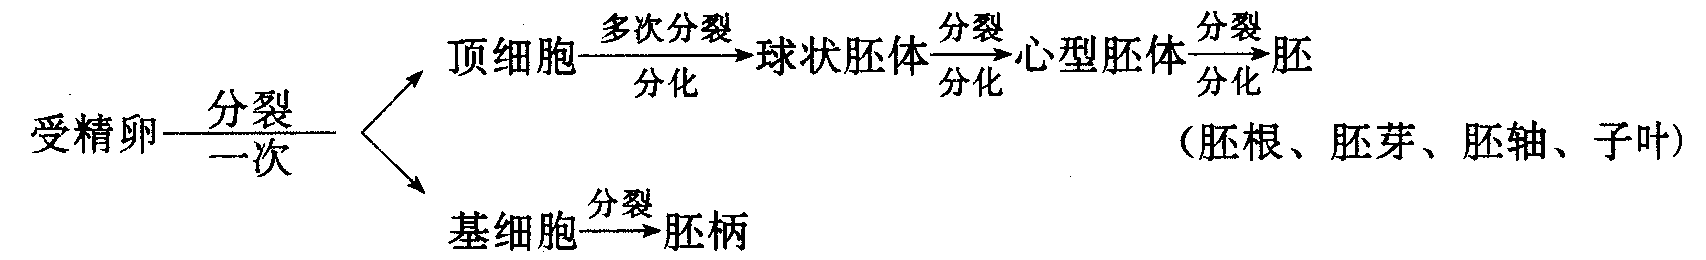 多次分裂 分裂 分裂
顶细胞 球状胚体 心型胚体 胚
分化 分化 分化
分裂
受精卵
一次
(胚根、胚芽、胚轴、子叶)
分裂
基细胞 胚柄